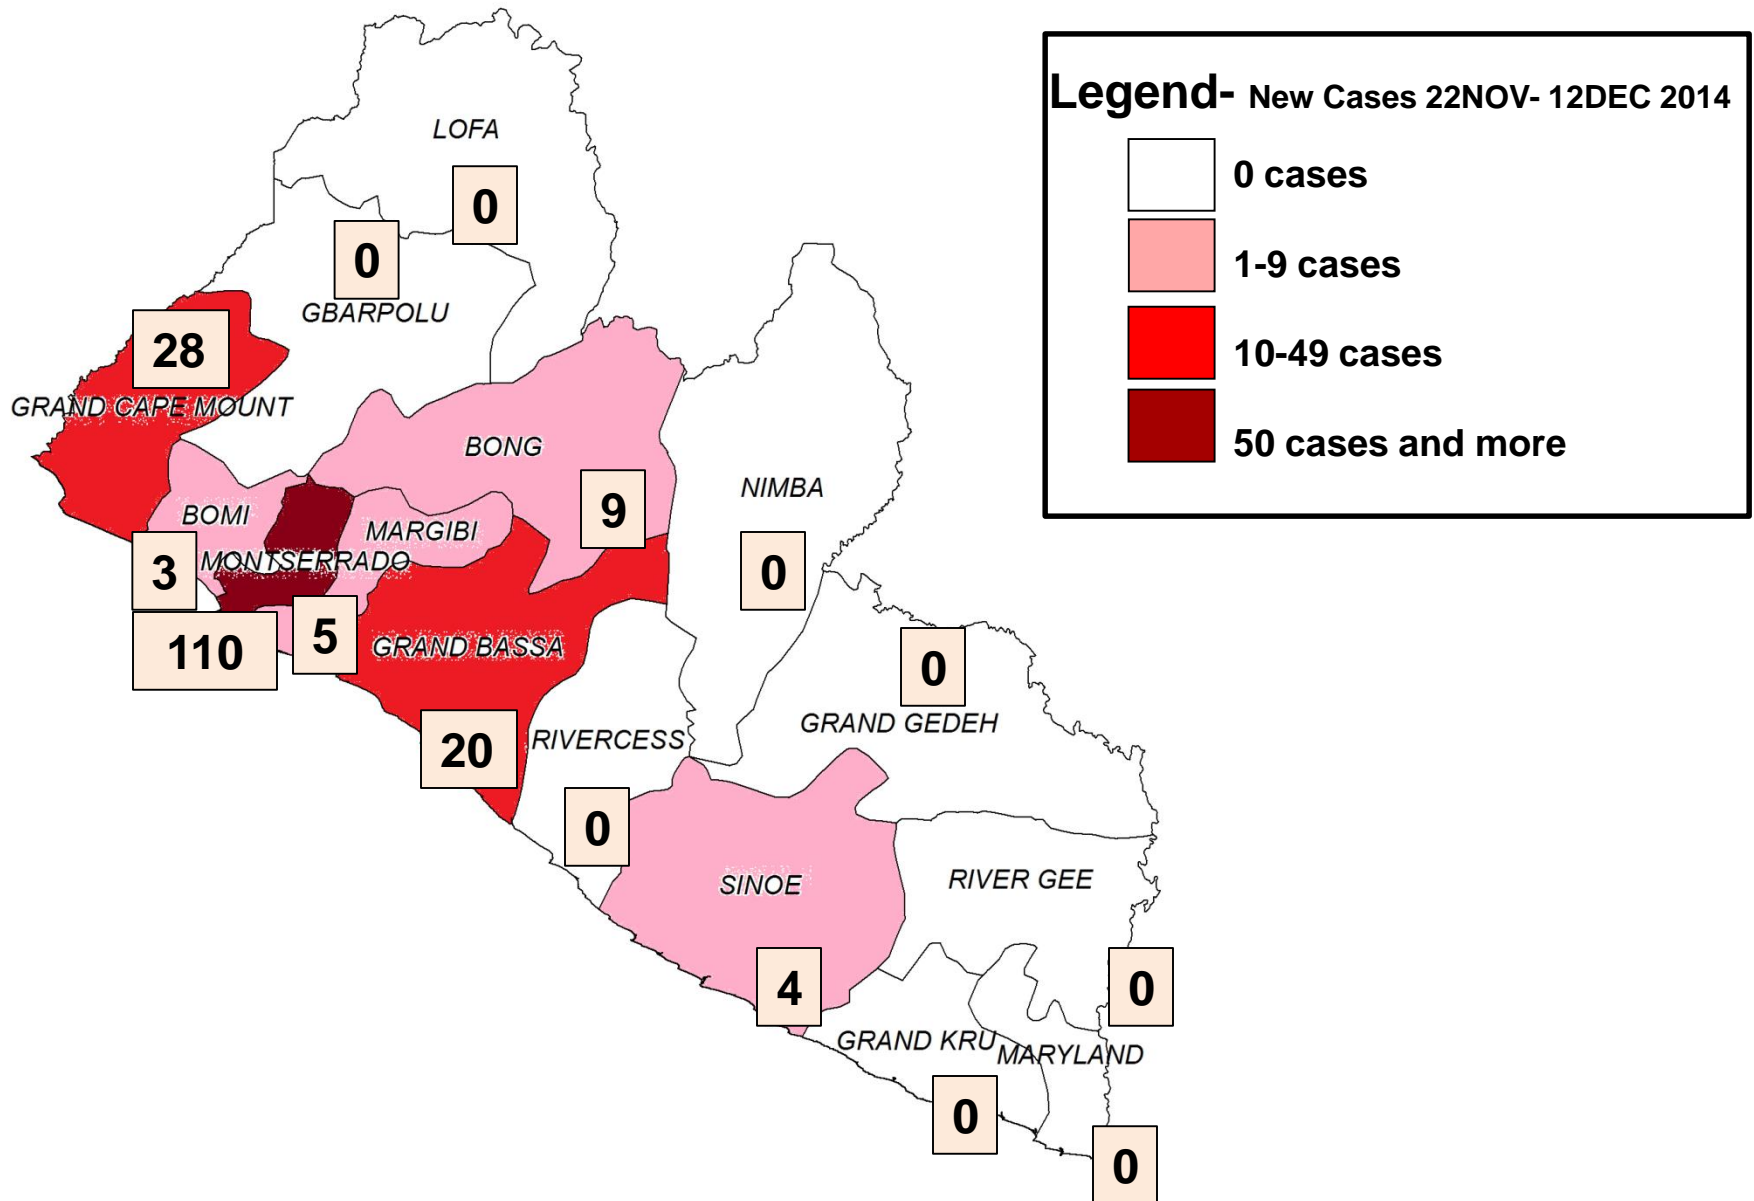 Legend- New Cases 22NOV- 12DEC 2014
0 cases
1-9 cases
10-49 cases
50 cases and more
LOFA
0
0
GBARPOLU
28
GRAND CAPE MOUNT
BONG
9
NIMBA
0
BOMI
MARGIBI
3
MONTSERRADO
110
5
GRAND BASSA
20
RIVERCESS
0
0
GRAND GEDEH
SINOE
4
RIVER GEE
0
GRAND KRU
0
MARYLAND
0